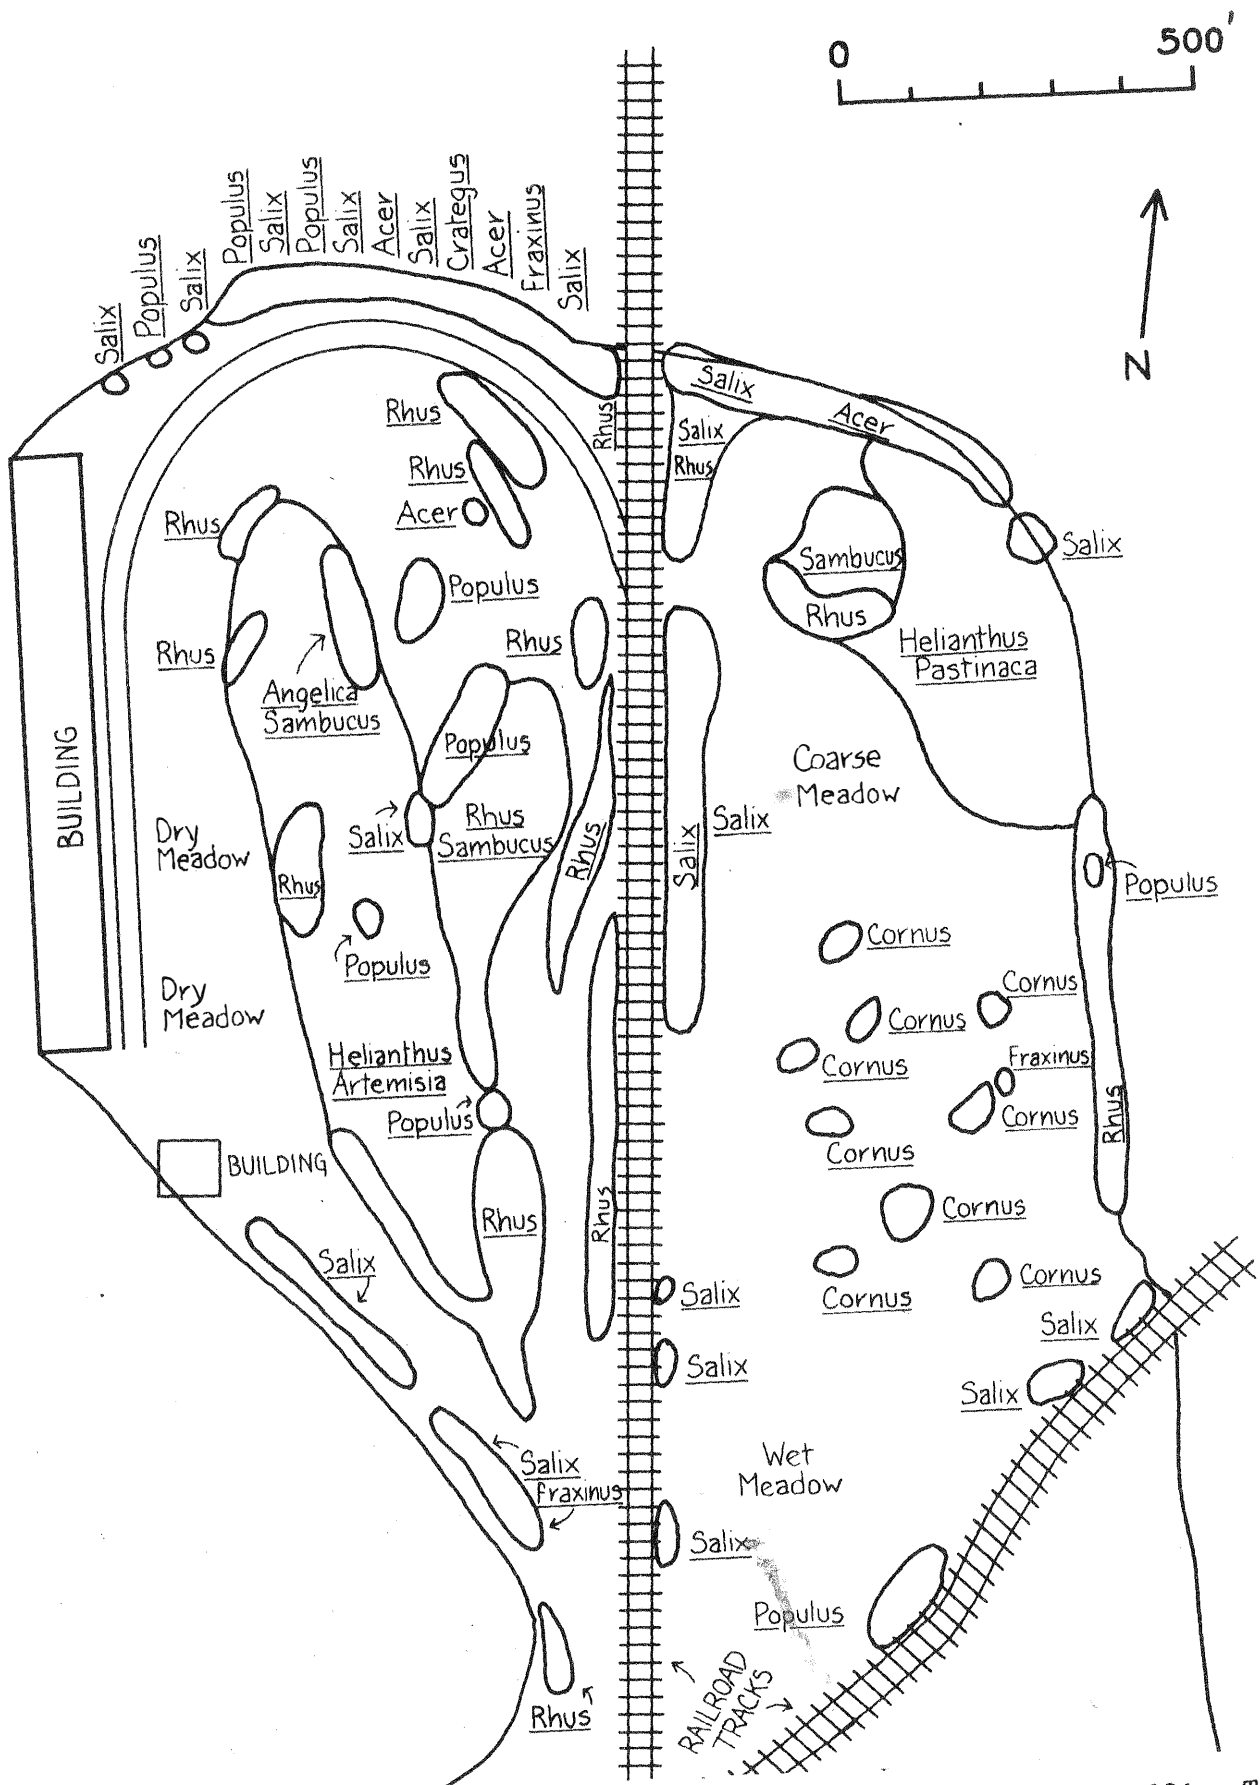 0 500'
N
Salix
Populus
Salix
Populus
Salix
Populus
Salix
Acer
Salix
Crategus
Acer
Fraxinus
Salix
Rhus
Rhus
Acer
Rhus
Rhus
Populus
Rhus
Rhus
Angelica
Sambucus
Populus
Salix
Rhus
Sambucus
Rhus
BUILDING
Dry
Meadow
Rhus
Populus
Dry
Meadow
Helianthus
Artemisia
Populus
BUILDING
Rhus
Rhus
Salix
Salix
Fraxinus
Rhus
Salix
Acer
Salix
Rhus
Salix
Sambucus
Rhus
Helianthus
Pastinaca
Coarse
Meadow
Salix
Salix
Populus
Cornus
Cornus
Cornus
Cornus
Fraxinus
Cornus
Cornus
Rhus
Cornus
Cornus
Cornus
Salix
Salix
Salix
Salix
Wet
Meadow
Salix
Populus
RAILROAD
TRACKS